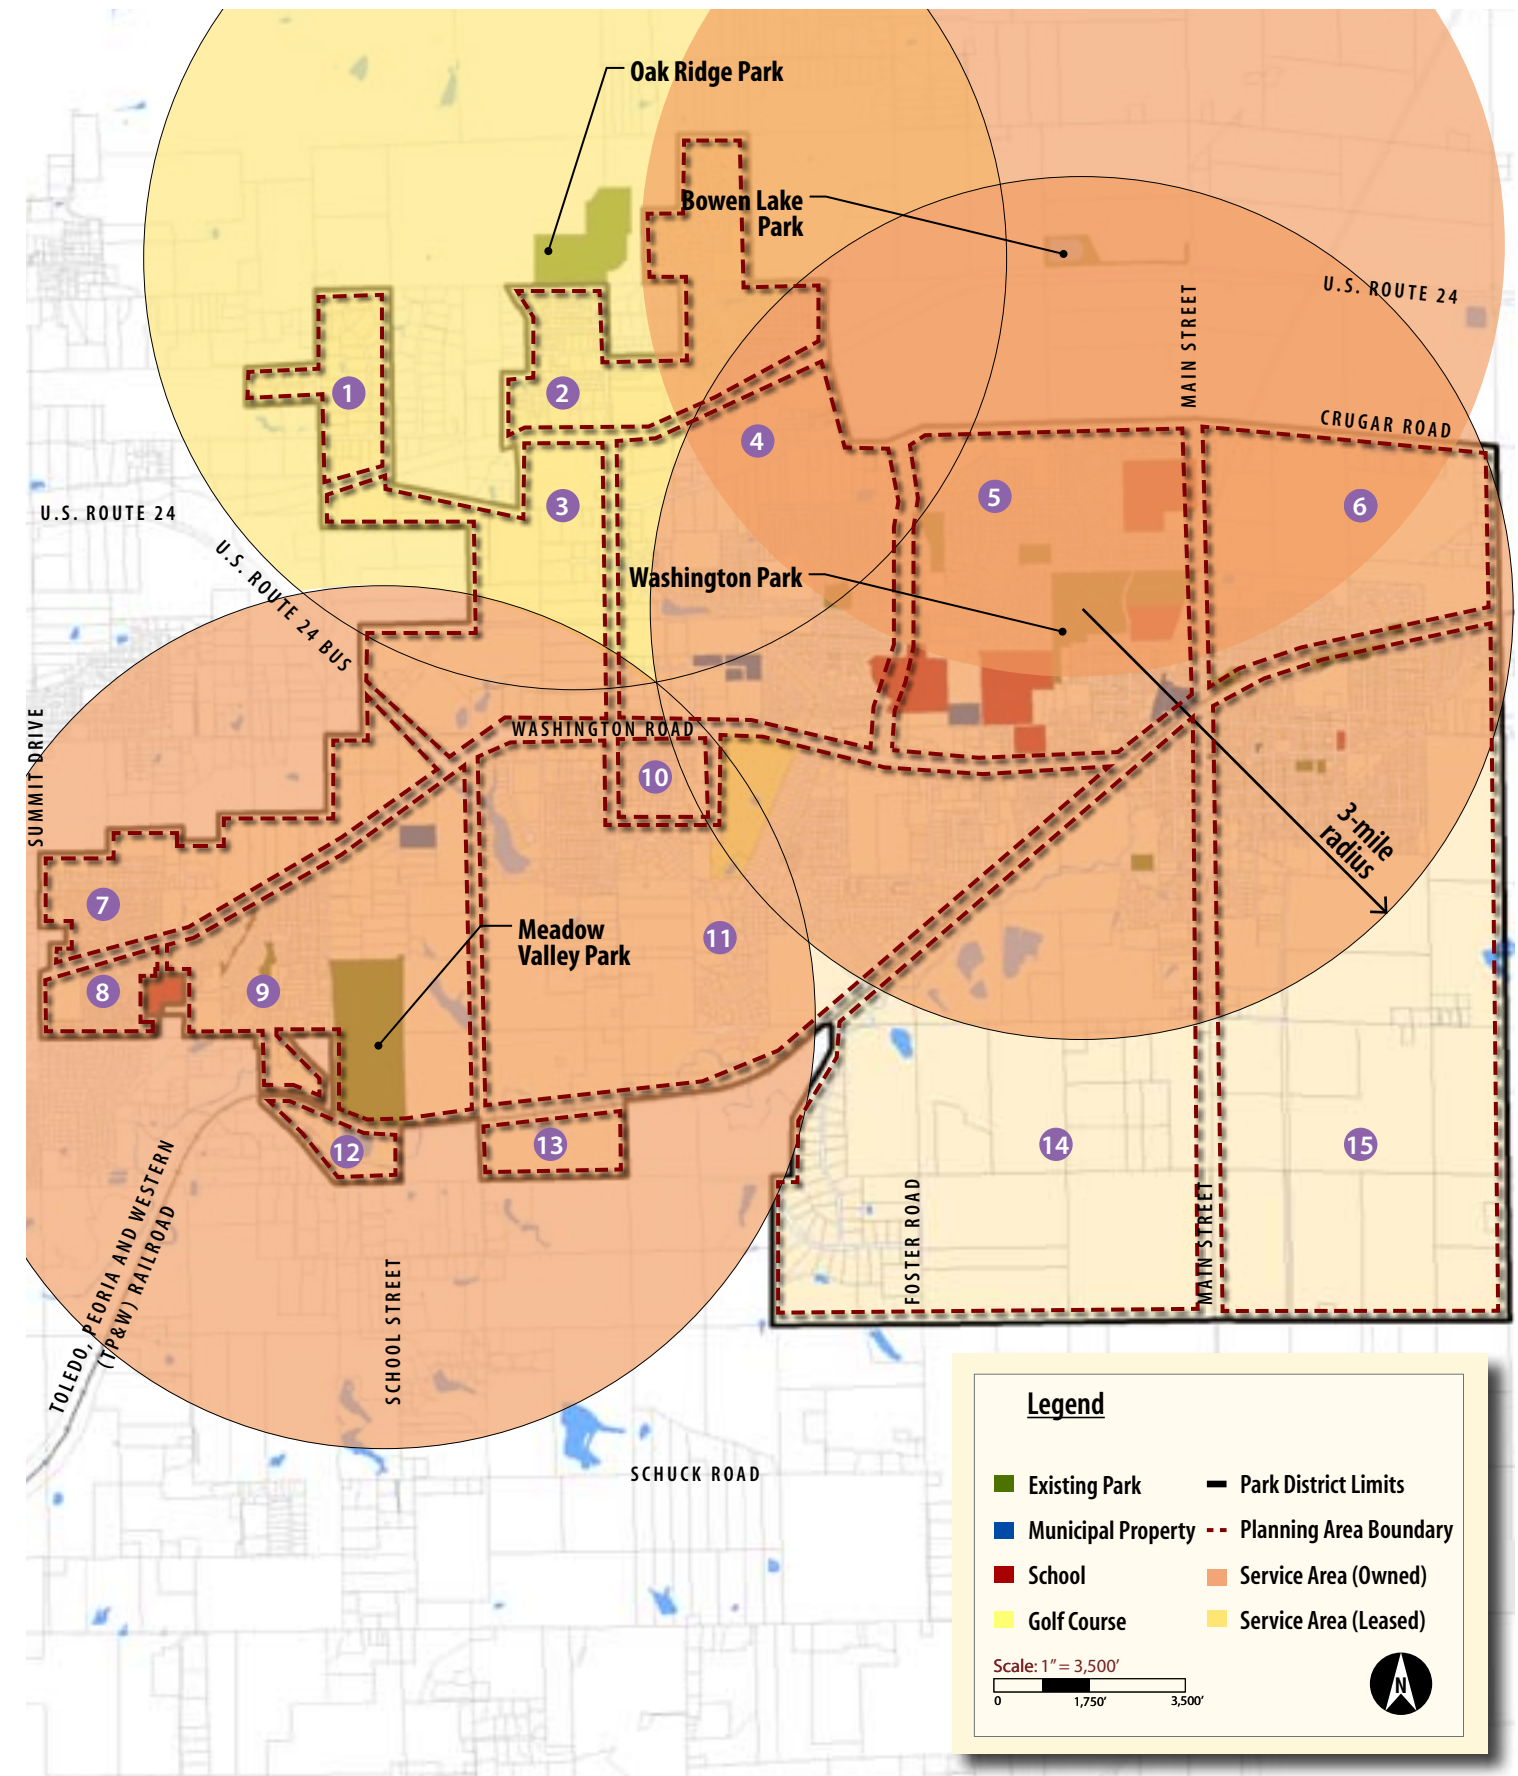 Oak Ridge Park
Bowen Lake
Park
U.S. ROUTE 24
MAIN STREET
CRUGAR ROAD
1
2
4
3
5
6
U.S. ROUTE 24
U.S. ROUTE 24 BUS
Washington Park
SUMMIT DRIVE
WASHINGTON ROAD
10
3-mile
radius
7
Meadow
Valley Park
11
8
9
12
13
14
15
TOLEDO, PEORIA AND WESTERN
(TP&W) RAILROAD
SCHOOL STREET
FOSTER ROAD
MAIN STREET
SCHUCK ROAD
Legend
Existing Park
Municipal Property
School
Golf Course
Park District Limits
Planning Area Boundary
Service Area (Owned)
Service Area (Leased)
Scale: 1” = 3,500’
0 1,750’ 3,500’
N